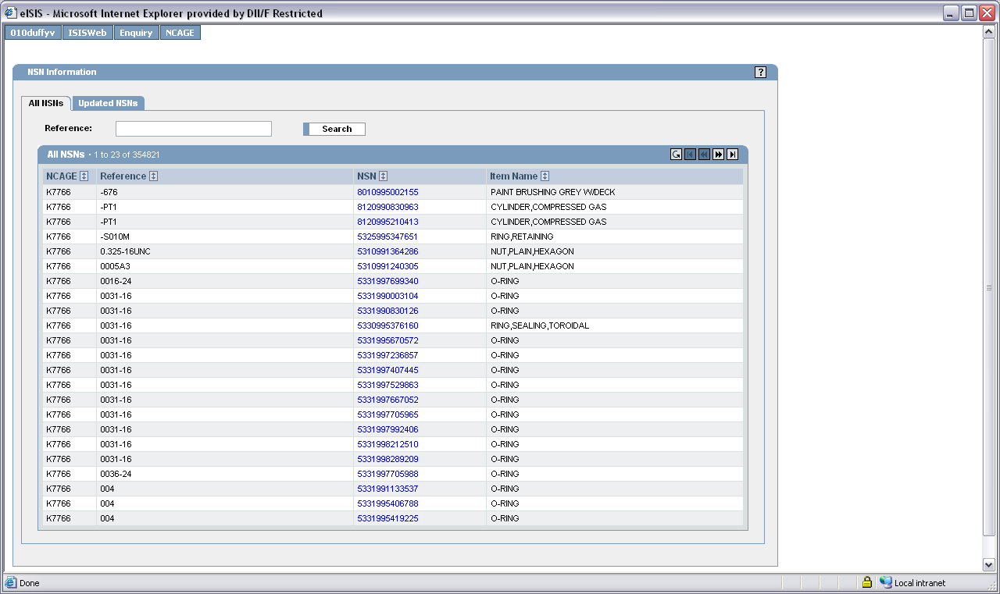 eISIS - Microsoft Internet Explorer provided by DII/F Restricted
010duffyv ISISWeb Enquiry NCAGE
NSN Information ?
All NSNs Updated NSNs
Reference: Search
All NSNs · 1 to 23 of 354821
NCAGE Reference NSN Item Name
K7766 -676 8010995002155 PAINT BRUSHING GREY W/DECK
K7766 -PT1 8120990830963 CYLINDER,COMPRESSED GAS
K7766 -PT1 8120995210413 CYLINDER,COMPRESSED GAS
K7766 -S010M 5325995347651 RING,RETAINING
K7766 0.325-16UNC 5310991364286 NUT,PLAIN,HEXAGON
K7766 0005A3 5310991240305 NUT,PLAIN,HEXAGON
K7766 0016-24 5331997699340 O-RING
K7766 0031-16 5331990003104 O-RING
K7766 0031-16 5331990830126 O-RING
K7766 0031-16 5330995376160 RING,SEALING,TOROIDAL
K7766 0031-16 5331995670572 O-RING
K7766 0031-16 5331997236857 O-RING
K7766 0031-16 5331997407445 O-RING
K7766 0031-16 5331997529863 O-RING
K7766 0031-16 5331997667052 O-RING
K7766 0031-16 5331997705965 O-RING
K7766 0031-16 5331997992406 O-RING
K7766 0031-16 5331998212510 O-RING
K7766 0031-16 5331998289209 O-RING
K7766 0036-24 5331997705988 O-RING
K7766 004 5331991133537 O-RING
K7766 004 5331995406788 O-RING
K7766 004 5331995419225 O-RING
Done Local intranet